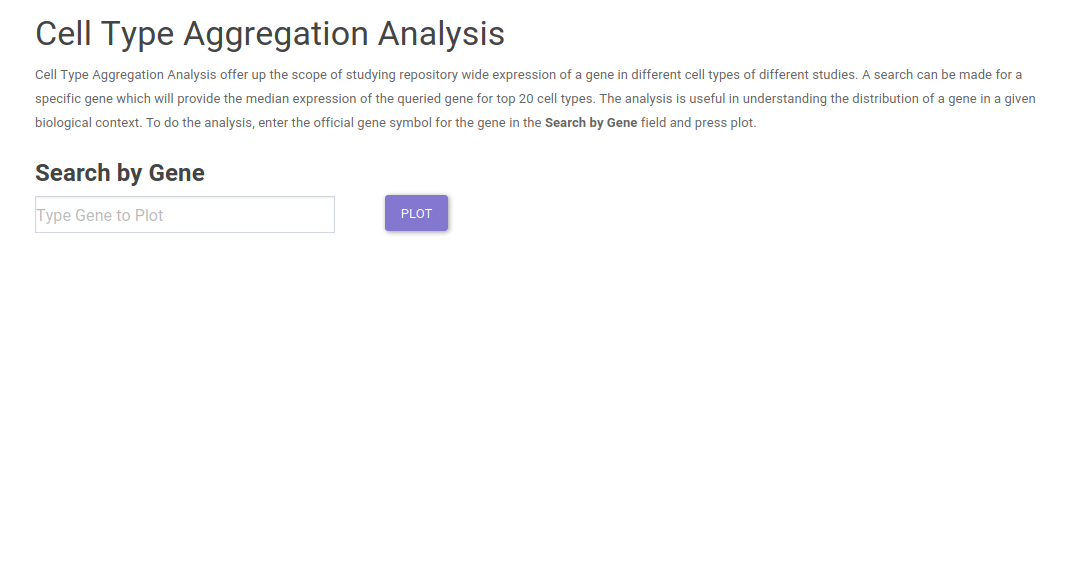 Cell Type Aggregation Analysis
Cell Type Aggregation Analysis offer up the scope of studying repository wide expression of a gene in different cell types of different studies. A search can be made for a
specific gene which will provide the median expression of the queried gene for top 20 cell types. The analysis is useful in understanding the distribution of a gene in a given
biological context. To do the analysis, enter the official gene symbol for the gene in the Search by Gene field and press plot.
Search by Gene
Type Gene to Plot
PLOT